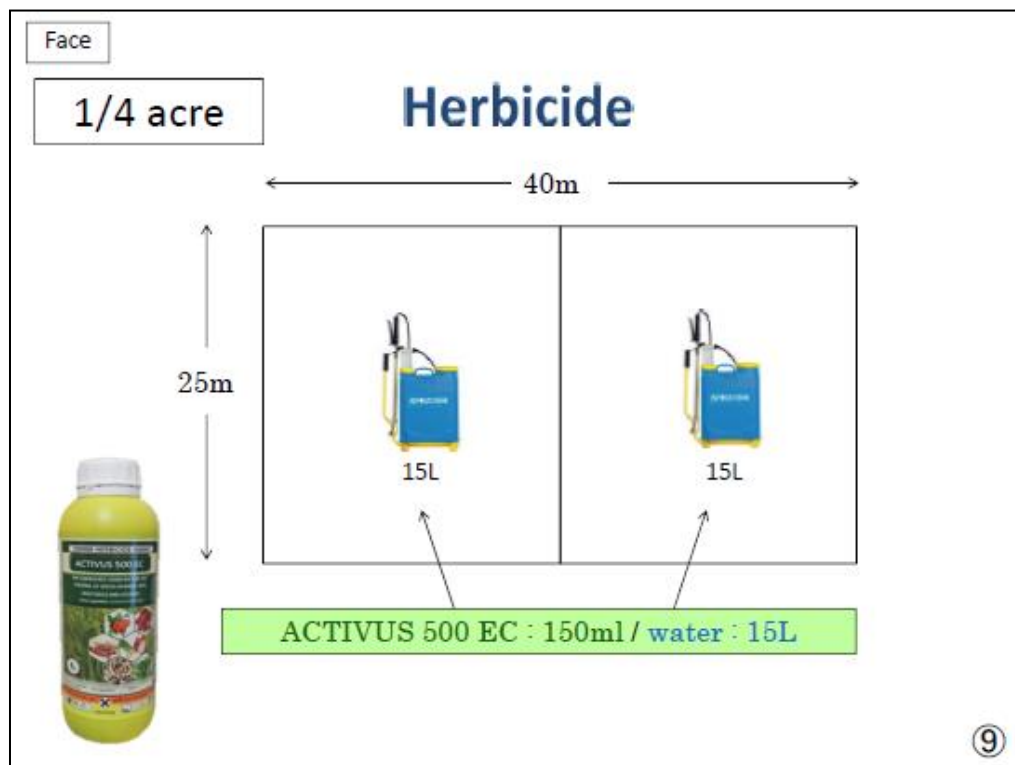 Face
1/4 acre
Herbicide
40m
25m
15L
15L
ACTIVUS 500 EC
ACTIVUS 500 EC : 150ml / water : 15L
⑨